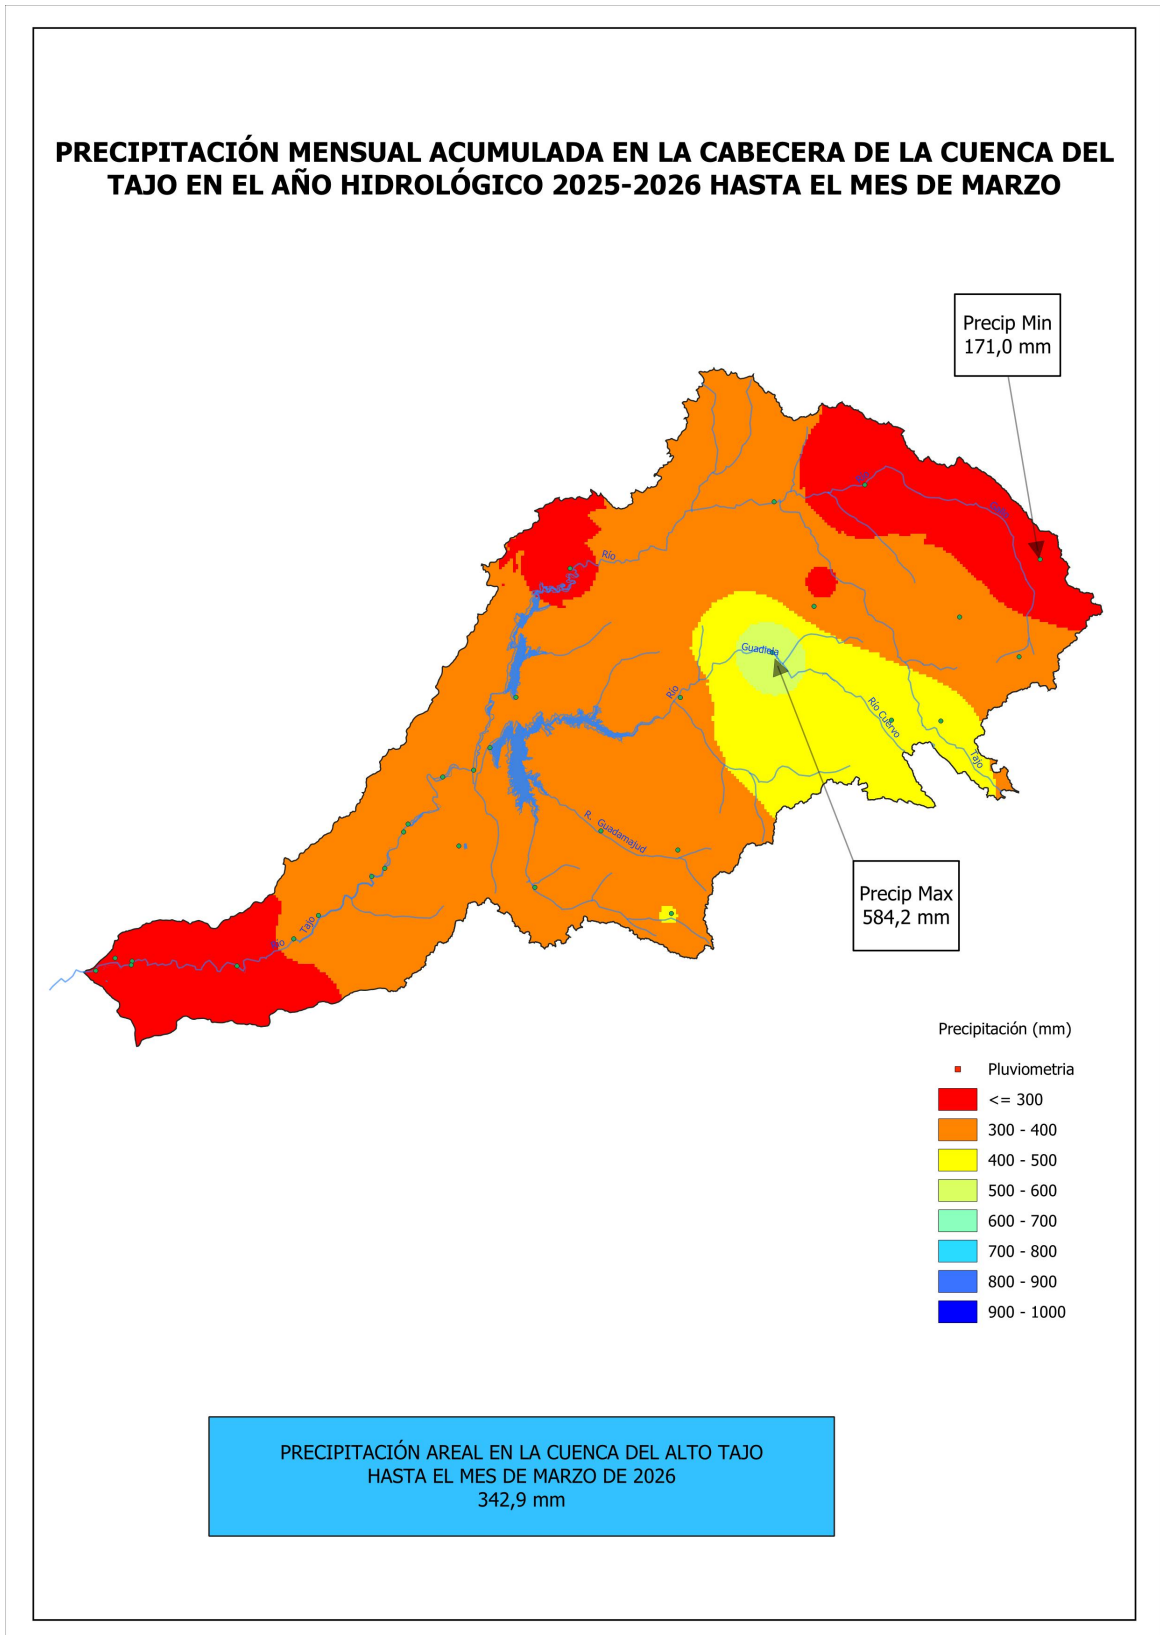 PRECIPITACIÓN MENSUAL ACUMULADA EN LA CABECERA DE LA CUENCA DEL
TAJO EN EL AÑO HIDROLÓGICO 2025-2026 HASTA EL MES DE MARZO
Precip Min
171,0 mm
Río
Tajo
Río
Guadiela
Río
Río Cuervo
Tajo
R. Guadamajud
Precip Max
584,2 mm
Tajo
Río
Precipitación (mm)
Pluviometria
<= 300
300 - 400
400 - 500
500 - 600
600 - 700
700 - 800
800 - 900
900 - 1000
PRECIPITACIÓN AREAL EN LA CUENCA DEL ALTO TAJO
HASTA EL MES DE MARZO DE 2026
342,9 mm